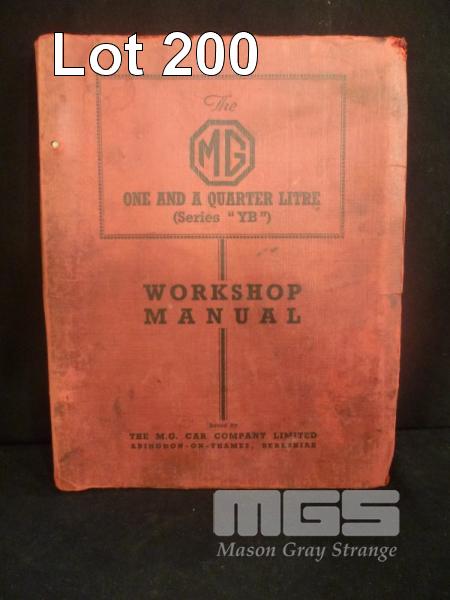 Lot 200
The
MG
ONE AND A QUARTER LITRE
(Series "YB")
WORKSHOP
MANUAL
Issued by
THE M.G. CAR COMPANY LIMITED
ABINGDON-ON-THAMES, BERKSHIRE
MGS
Mason Gray Strange